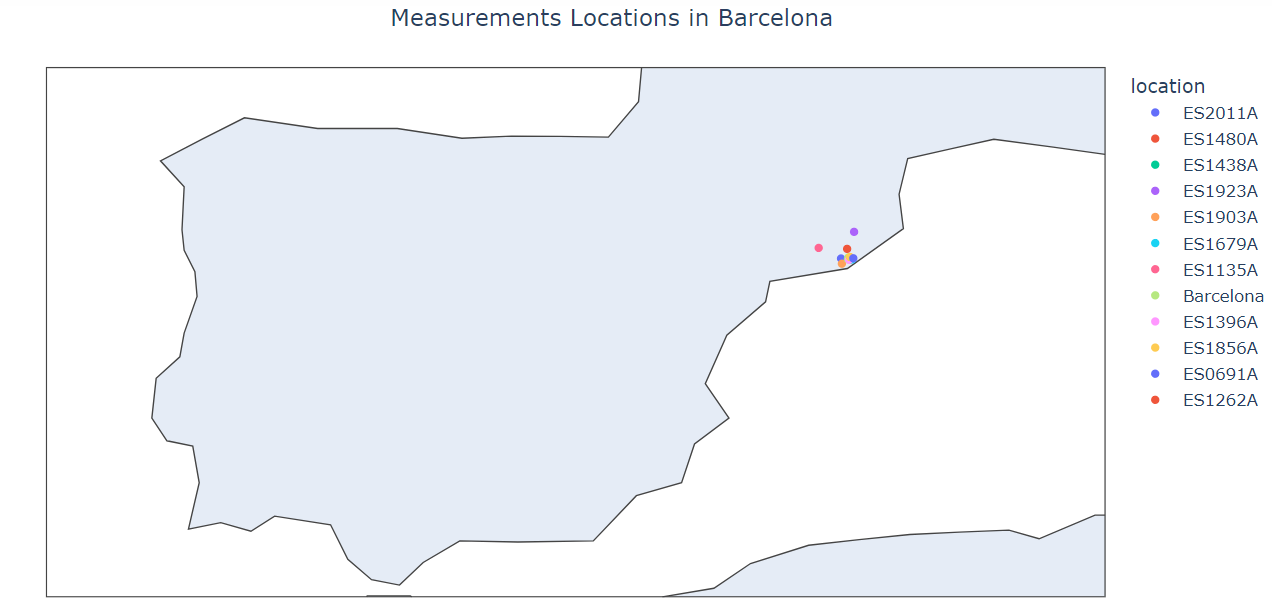 Measurements Locations in Barcelona
location
ES2011A
ES1480A
ES1438A
ES1923A
ES1903A
ES1679A
ES1135A
Barcelona
ES1396A
ES1856A
ES0691A
ES1262A